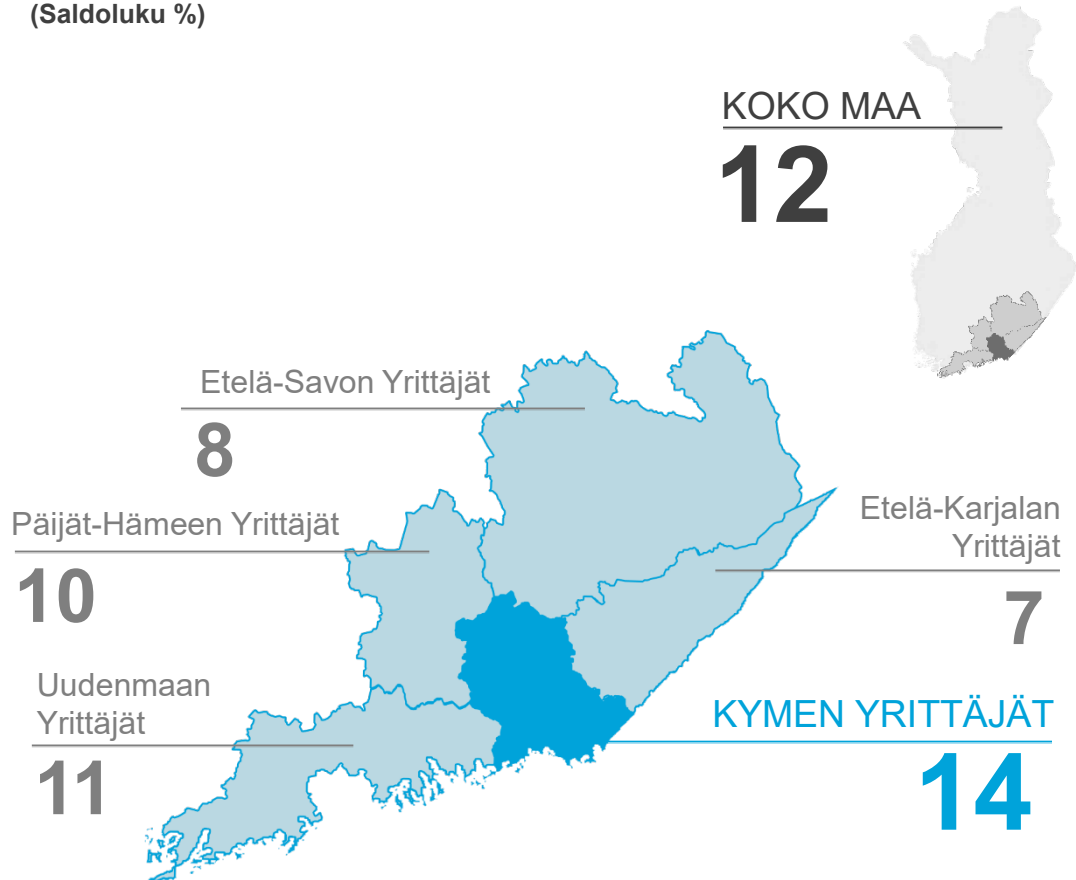 (Saldoluku %)
KOKO MAA
12
Etelä-Savon Yrittäjät
8
Päijät-Hämeen Yrittäjät
10
Etelä-Karjalan
Yrittäjät
7
Uudenmaan
Yrittäjät
11
KYMEN YRITTÄJÄT
14